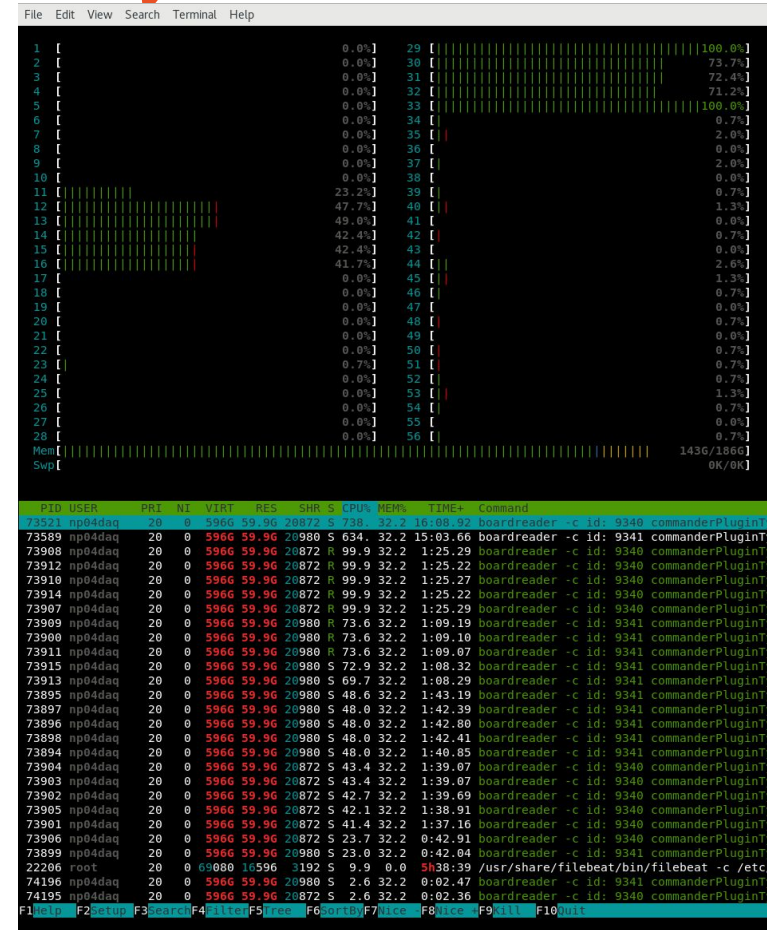 File Edit View Search Terminal Help
1 [ 0.0%] 29 [||||||||||||||||||||||||||||||||||||||100.0%]
2 [ 0.0%] 30 [|||||||||||||||||||||||||||||||| 73.7%]
3 [ 0.0%] 31 [|||||||||||||||||||||||||||||||| 72.4%]
4 [ 0.0%] 32 [||||||||||||||||||||||||||||||| 71.2%]
5 [ 0.0%] 33 [||||||||||||||||||||||||||||||||||||||100.0%]
6 [ 0.0%] 34 [| 0.7%]
7 [ 0.0%] 35 [|| 2.0%]
8 [ 0.0%] 36 [ 0.0%]
9 [ 0.0%] 37 [| 2.0%]
10 [ 0.0%] 38 [ 0.0%]
11 [|||||||||| 23.2%] 39 [| 0.7%]
12 [|||||||||||||||||||||| 47.7%] 40 [|| 1.3%]
13 [|||||||||||||||||||||| 49.0%] 41 [ 0.0%]
14 [||||||||||||||||||| 42.4%] 42 [| 0.7%]
15 [||||||||||||||||||| 42.4%] 43 [ 0.0%]
16 [||||||||||||||||||| 41.7%] 44 [|| 2.6%]
17 [ 0.0%] 45 [|| 1.3%]
18 [ 0.0%] 46 [| 0.7%]
19 [ 0.0%] 47 [ 0.0%]
20 [ 0.0%] 48 [| 0.7%]
21 [ 0.0%] 49 [ 0.0%]
22 [ 0.0%] 50 [| 0.7%]
23 [| 0.7%] 51 [| 0.7%]
24 [ 0.0%] 52 [| 0.7%]
25 [ 0.0%] 53 [|| 1.3%]
26 [ 0.0%] 54 [| 0.7%]
27 [ 0.0%] 55 [ 0.0%]
28 [ 0.0%] 56 [| 0.7%]
Mem[||||||||||||||||||||||||||||||||||||||||||||||||||||||||||||||||||||||||||||||||||| 143G/186G]
Swp[ 0K/0K]
PID USER PRI NI VIRT RES SHR S CPU% MEM% TIME+ Command
73521 np04daq 20 0 596G 59.9G 20872 S 738. 32.2 16:08.92 boardreader -c id: 9340 commanderPluginT
73589 np04daq 20 0 596G 59.9G 20980 S 634. 32.2 15:03.66 boardreader -c id: 9341 commanderPluginT
73908 np04daq 20 0 596G 59.9G 20872 R 99.9 32.2 1:25.29 boardreader -c id: 9340 commanderPluginT
73912 np04daq 20 0 596G 59.9G 20872 R 99.9 32.2 1:25.22 boardreader -c id: 9340 commanderPluginT
73910 np04daq 20 0 596G 59.9G 20872 R 99.9 32.2 1:25.27 boardreader -c id: 9340 commanderPluginT
73914 np04daq 20 0 596G 59.9G 20872 R 99.9 32.2 1:25.22 boardreader -c id: 9340 commanderPluginT
73907 np04daq 20 0 596G 59.9G 20872 R 99.9 32.2 1:25.29 boardreader -c id: 9340 commanderPluginT
73909 np04daq 20 0 596G 59.9G 20980 R 73.6 32.2 1:09.19 boardreader -c id: 9341 commanderPluginT
73900 np04daq 20 0 596G 59.9G 20980 R 73.6 32.2 1:09.10 boardreader -c id: 9341 commanderPluginT
73911 np04daq 20 0 596G 59.9G 20980 R 73.6 32.2 1:09.07 boardreader -c id: 9341 commanderPluginT
73915 np04daq 20 0 596G 59.9G 20980 S 72.9 32.2 1:08.32 boardreader -c id: 9341 commanderPluginT
73913 np04daq 20 0 596G 59.9G 20980 S 69.7 32.2 1:08.29 boardreader -c id: 9341 commanderPluginT
73895 np04daq 20 0 596G 59.9G 20980 S 48.6 32.2 1:43.19 boardreader -c id: 9341 commanderPluginT
73897 np04daq 20 0 596G 59.9G 20980 S 48.0 32.2 1:42.39 boardreader -c id: 9341 commanderPluginT
73896 np04daq 20 0 596G 59.9G 20980 S 48.0 32.2 1:42.80 boardreader -c id: 9341 commanderPluginT
73898 np04daq 20 0 596G 59.9G 20980 S 48.0 32.2 1:42.41 boardreader -c id: 9341 commanderPluginT
73894 np04daq 20 0 596G 59.9G 20980 S 48.0 32.2 1:40.85 boardreader -c id: 9341 commanderPluginT
73904 np04daq 20 0 596G 59.9G 20872 S 43.4 32.2 1:39.07 boardreader -c id: 9340 commanderPluginT
73903 np04daq 20 0 596G 59.9G 20872 S 43.4 32.2 1:39.07 boardreader -c id: 9340 commanderPluginT
73902 np04daq 20 0 596G 59.9G 20872 S 42.7 32.2 1:39.69 boardreader -c id: 9340 commanderPluginT
73905 np04daq 20 0 596G 59.9G 20872 S 42.1 32.2 1:38.91 boardreader -c id: 9340 commanderPluginT
73901 np04daq 20 0 596G 59.9G 20872 S 41.4 32.2 1:37.16 boardreader -c id: 9340 commanderPluginT
73906 np04daq 20 0 596G 59.9G 20872 S 23.7 32.2 0:42.91 boardreader -c id: 9340 commanderPluginT
73899 np04daq 20 0 596G 59.9G 20980 S 23.0 32.2 0:42.04 boardreader -c id: 9341 commanderPluginT
22206 root 20 0 69080 16596 3192 S 9.9 0.0 5h38:39 /usr/share/filebeat/bin/filebeat -c /etc/
74196 np04daq 20 0 596G 59.9G 20980 S 2.6 32.2 0:02.47 boardreader -c id: 9341 commanderPluginT
74195 np04daq 20 0 596G 59.9G 20872 S 2.6 32.2 0:02.36 boardreader -c id: 9340 commanderPluginT
F1Help F2Setup F3SearchF4FilterF5Tree F6SortByF7Nice -F8Nice +F9Kill F10Quit